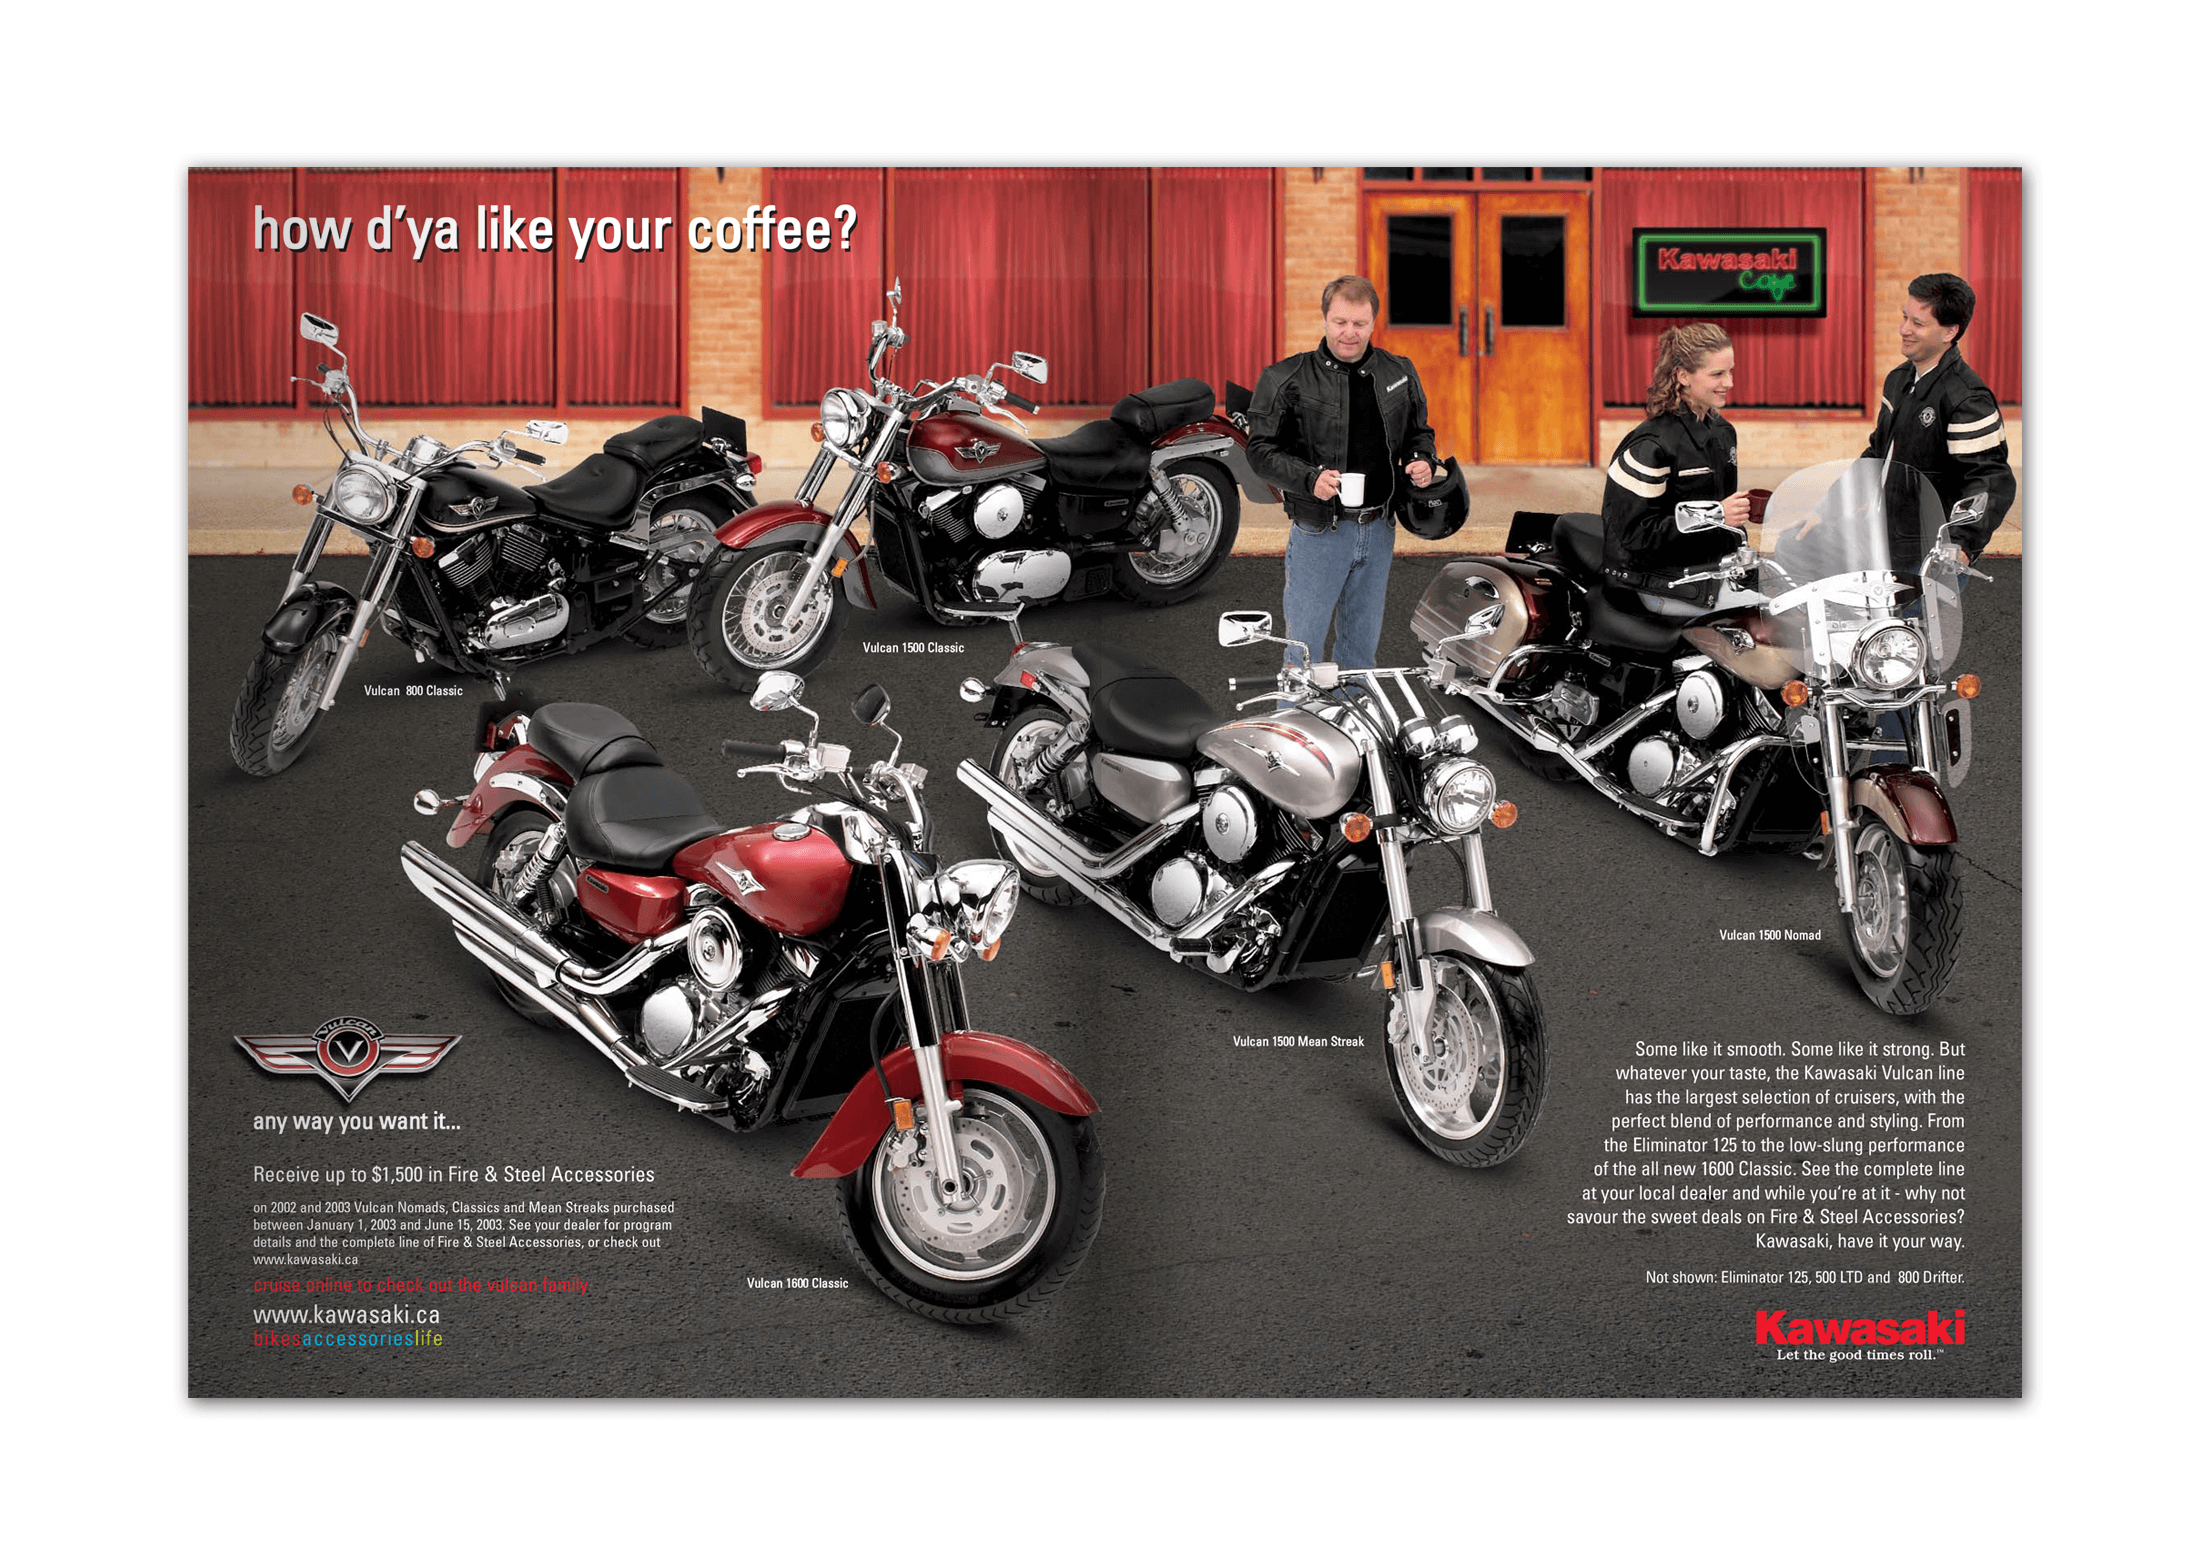 how d'ya like your coffee?
Kawasaki
Cafe
Kawasaki
Vulcan 1500 Classic
Vulcan 800 Classic
Vulcan 1500 Nomad
Vulcan 1500 Mean Streak
Vulcan 1600 Classic
Vulcan
V
any way you want it...
Receive up to $1,500 in Fire & Steel Accessories
on 2002 and 2003 Vulcan Nomads, Classics and Mean Streaks purchased
between January 1, 2003 and June 15, 2003. See your dealer for program
details and the complete line of Fire & Steel Accessories, or check out
www.kawasaki.ca
cruise online to check out the vulcan family
www.kawasaki.ca
bikesaccessorieslife
Some like it smooth. Some like it strong. But
whatever your taste, the Kawasaki Vulcan line
has the largest selection of cruisers, with the
perfect blend of performance and styling. From
the Eliminator 125 to the low-slung performance
of the all new 1600 Classic. See the complete line
at your local dealer and while you're at it - why not
savour the sweet deals on Fire & Steel Accessories?
Kawasaki, have it your way.
Not shown: Eliminator 125, 500 LTD and 800 Drifter.
Kawasaki
Let the good times roll.™